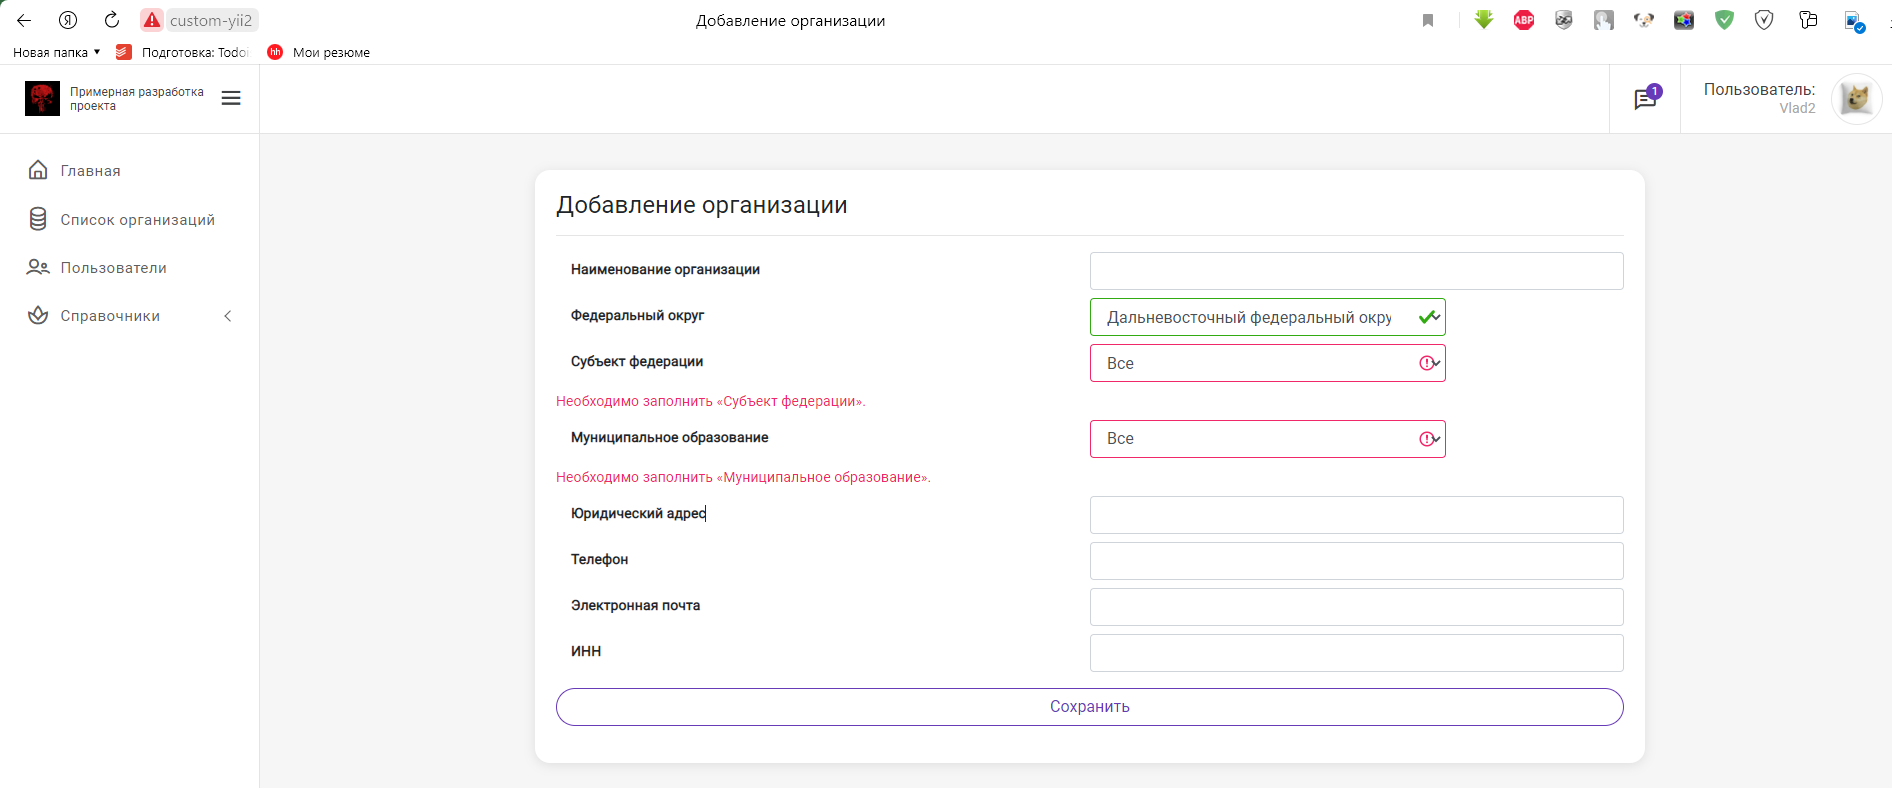 custom-yii2
Добавление организации
ABP
Новая папка
Подготовка: Todoi
hh
Мои резюме
Примерная разработка
проекта
1
Пользователь:
Vlad2
Главная
Список организаций
Пользователи
Справочники
Добавление организации
Наименование организации
Федеральный округ
Дальневосточный федеральный окру
Субъект федерации
Все
Необходимо заполнить «Субъект федерации».
Муниципальное образование
Все
Необходимо заполнить «Муниципальное образование».
Юридический адрес
Телефон
Электронная почта
ИНН
Сохранить